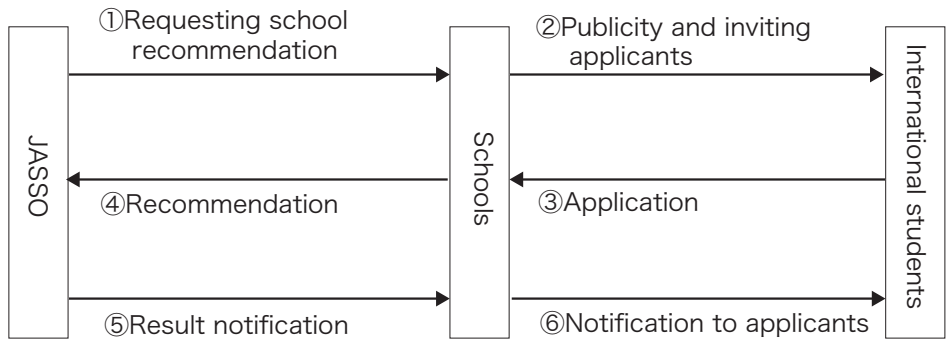 ①Requesting school
recommendation
②Publicity and inviting
applicants
JASSO
Schools
International students
④Recommendation
③Application
⑤Result notification
⑥Notification to applicants